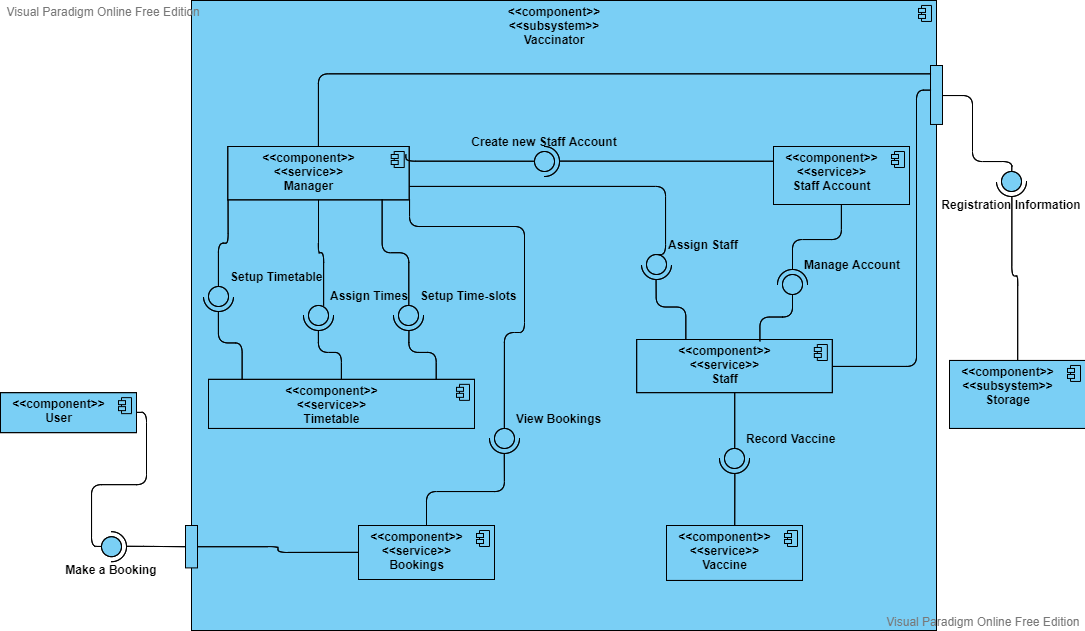 Visual Paradigm Online Free Edition
<<component>>
<<subsystem>>
Vaccinator
Create new Staff Account
<<component>>
<<service>>
Manager
<<component>>
<<service>>
Staff Account
Registration Information
Assign Staff
Manage Account
Setup Timetable
Assign Times
Setup Time-slots
<<component>>
<<service>>
Staff
<<component>>
<<subsystem>>
Storage
<<component>>
<<service>>
Timetable
<<component>>
User
View Bookings
Record Vaccine
<<component>>
<<service>>
Bookings
<<component>>
<<service>>
Vaccine
Make a Booking
Visual Paradigm Online Free Edition